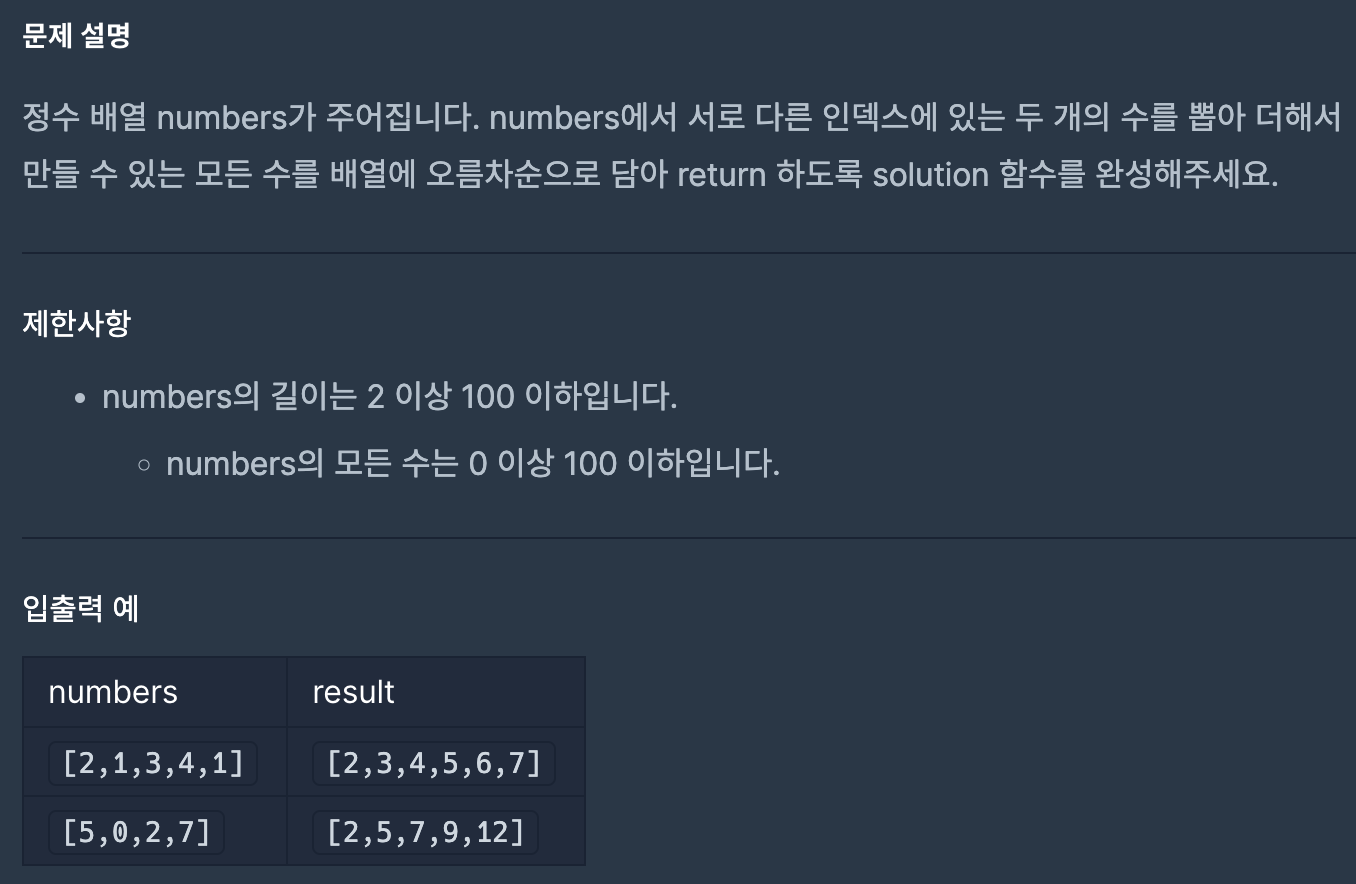 문제 설명
정수 배열 numbers가 주어집니다. numbers에서 서로 다른 인덱스에 있는 두 개의 수를 뽑아 더해서
만들 수 있는 모든 수를 배열에 오름차순으로 담아 return 하도록 solution 함수를 완성해주세요.
제한사항
• numbers의 길이는 2 이상 100 이하입니다.
◦ numbers의 모든 수는 0 이상 100 이하입니다.
입출력 예
numbers result
[2,1,3,4,1] [2,3,4,5,6,7]
[5,0,2,7] [2,5,7,9,12]